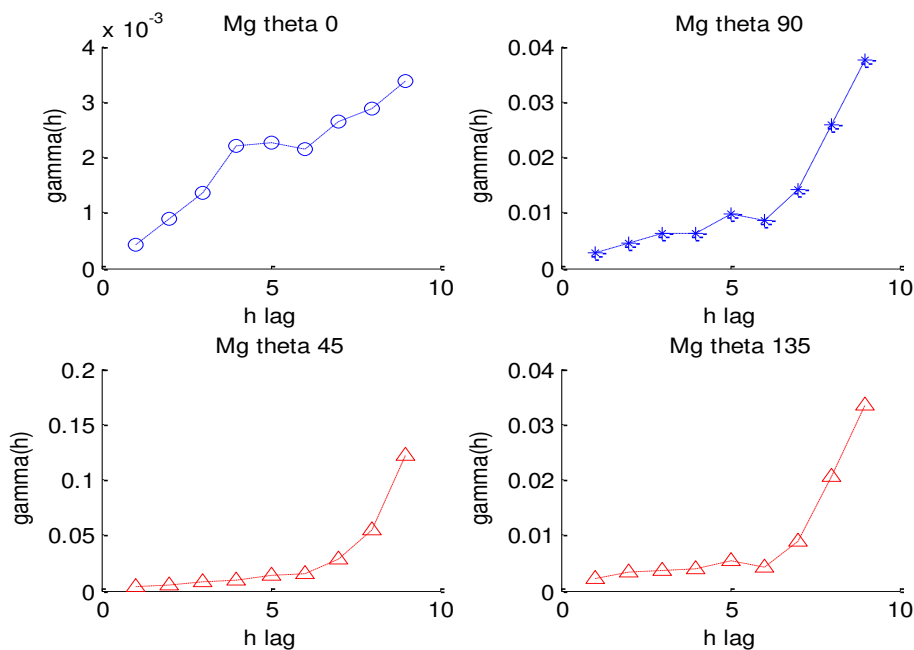 Mg theta 0
x 10^-3
4
3
2
1
0
gamma(h)
0
5
10
h lag
Mg theta 90
0.04
0.03
0.02
0.01
0
gamma(h)
0
5
10
h lag
Mg theta 45
0.2
0.15
0.1
0.05
0
gamma(h)
0
5
10
h lag
Mg theta 135
0.04
0.03
0.02
0.01
0
gamma(h)
0
5
10
h lag